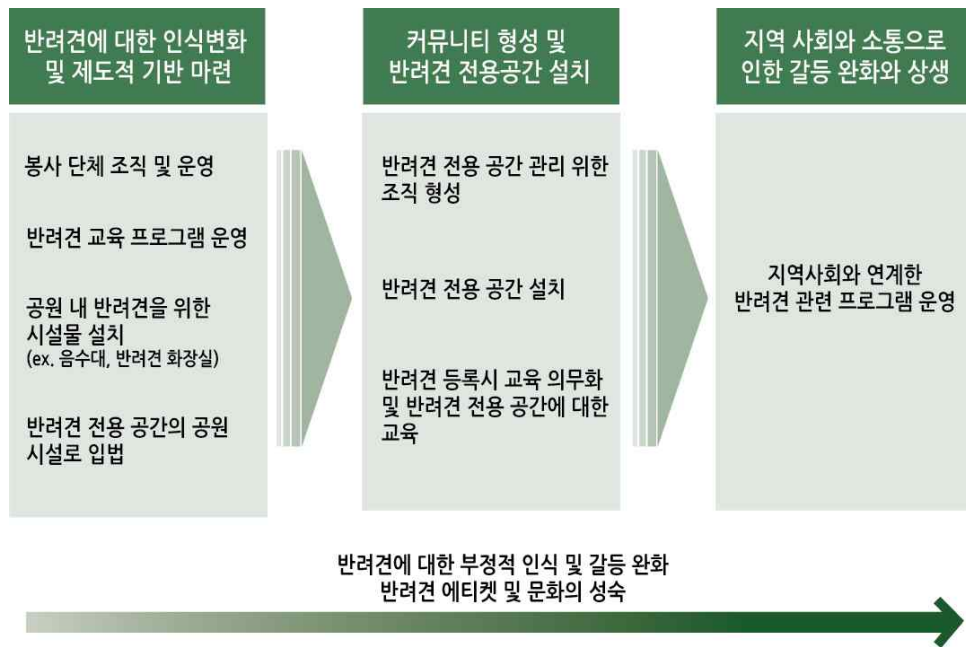 반려견에 대한 인식변화
및 제도적 기반 마련
봉사 단체 조직 및 운영
반려견 교육 프로그램 운영
공원 내 반려견을 위한
시설물 설치
(ex. 음수대, 반려견 화장실)
반려견 전용 공간의 공원
시설로 입법
커뮤니티 형성 및
반려견 전용공간 설치
반려견 전용 공간 관리 위한
조직 형성
반려견 전용 공간 설치
반려견 등록시 교육 의무화
및 반려견 전용 공간에 대한
교육
지역 사회와 소통으로
인한 갈등 완화와 상생
지역사회와 연계한
반려견 관련 프로그램 운영
반려견에 대한 부정적 인식 및 갈등 완화
반려견 에티켓 및 문화의 성숙